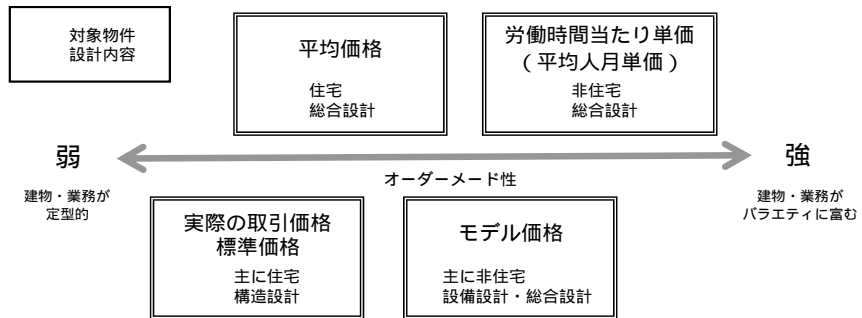 対象物件
設計内容
平均価格
住宅
総合設計
労働時間当たり単価
(平均人月単価)
非住宅
総合設計
弱
強
オーダーメード性
建物・業務が
定型的
建物・業務が
バラエティに富む
実際の取引価格
標準価格
主に住宅
構造設計
モデル価格
主に非住宅
設備設計・総合設計